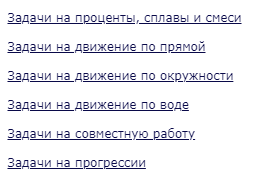 Задачи на проценты, сплавы и смеси
Задачи на движение по прямой
Задачи на движение по окружности
Задачи на движение по воде
Задачи на совместную работу
Задачи на прогрессии